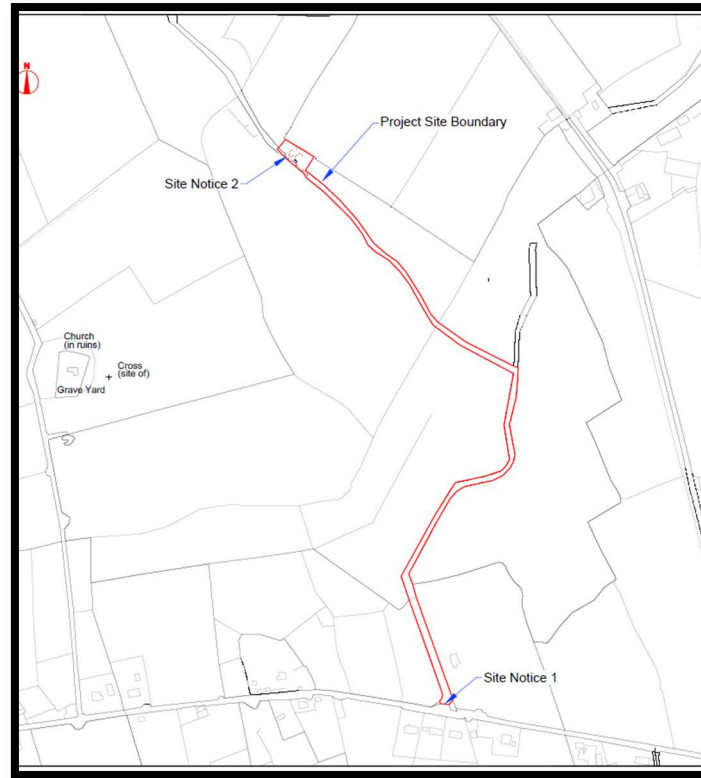 N
Project Site Boundary
Site Notice 2
Church
(in ruins)
Cross
(site of)
Grave Yard
Site Notice 1